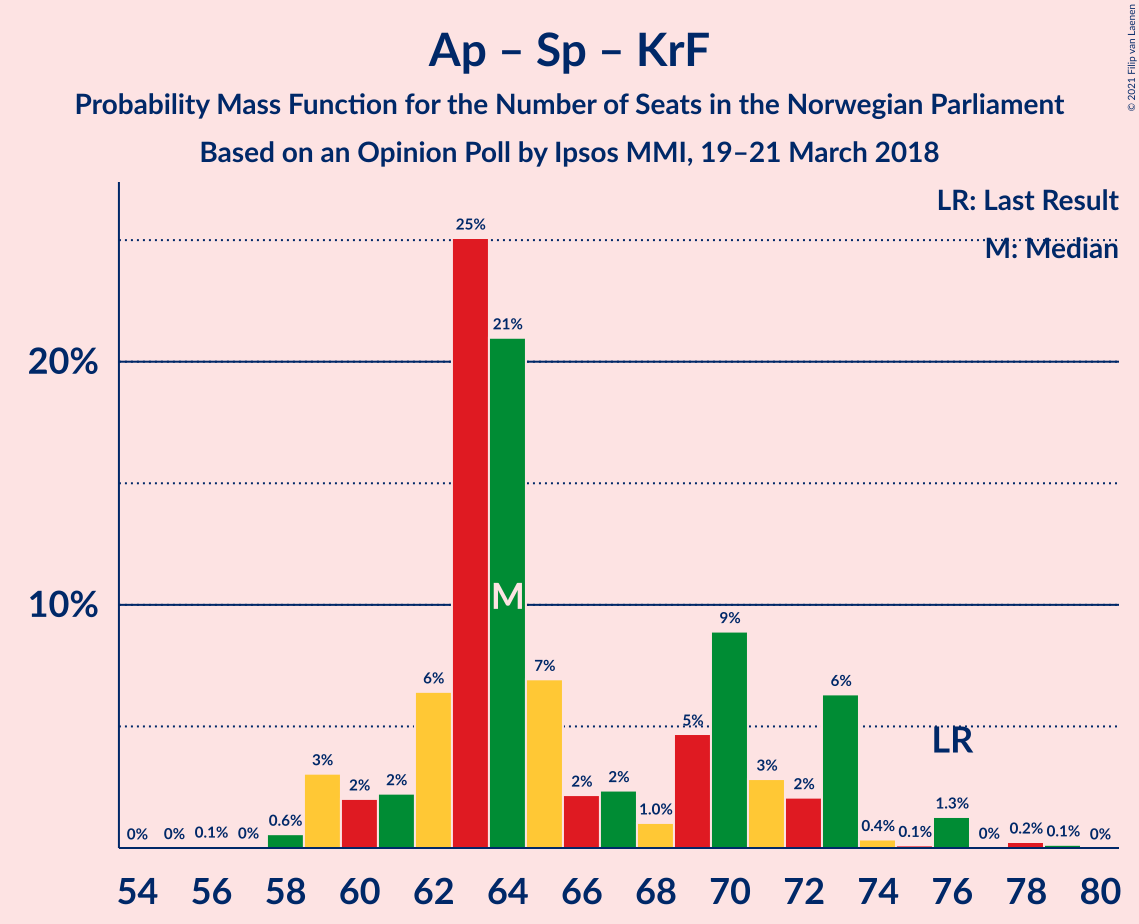 © 2021 Filip van Laenen
Ap – Sp – KrF
Probability Mass Function for the Number of Seats in the Norwegian Parliament
Based on an Opinion Poll by Ipsos MMI, 19–21 March 2018
LR: Last Result
M: Median
20%
10%
0% 0% 0.1% 0% 0.6% 3% 2% 2% 6% 25% 21% 7% 2% 2% 1.0% 5% 9% 3% 2% 6% 0.4% 0.1% 1.3% 0% 0.2% 0.1% 0%
M
LR
54 56 58 60 62 64 66 68 70 72 74 76 78 80